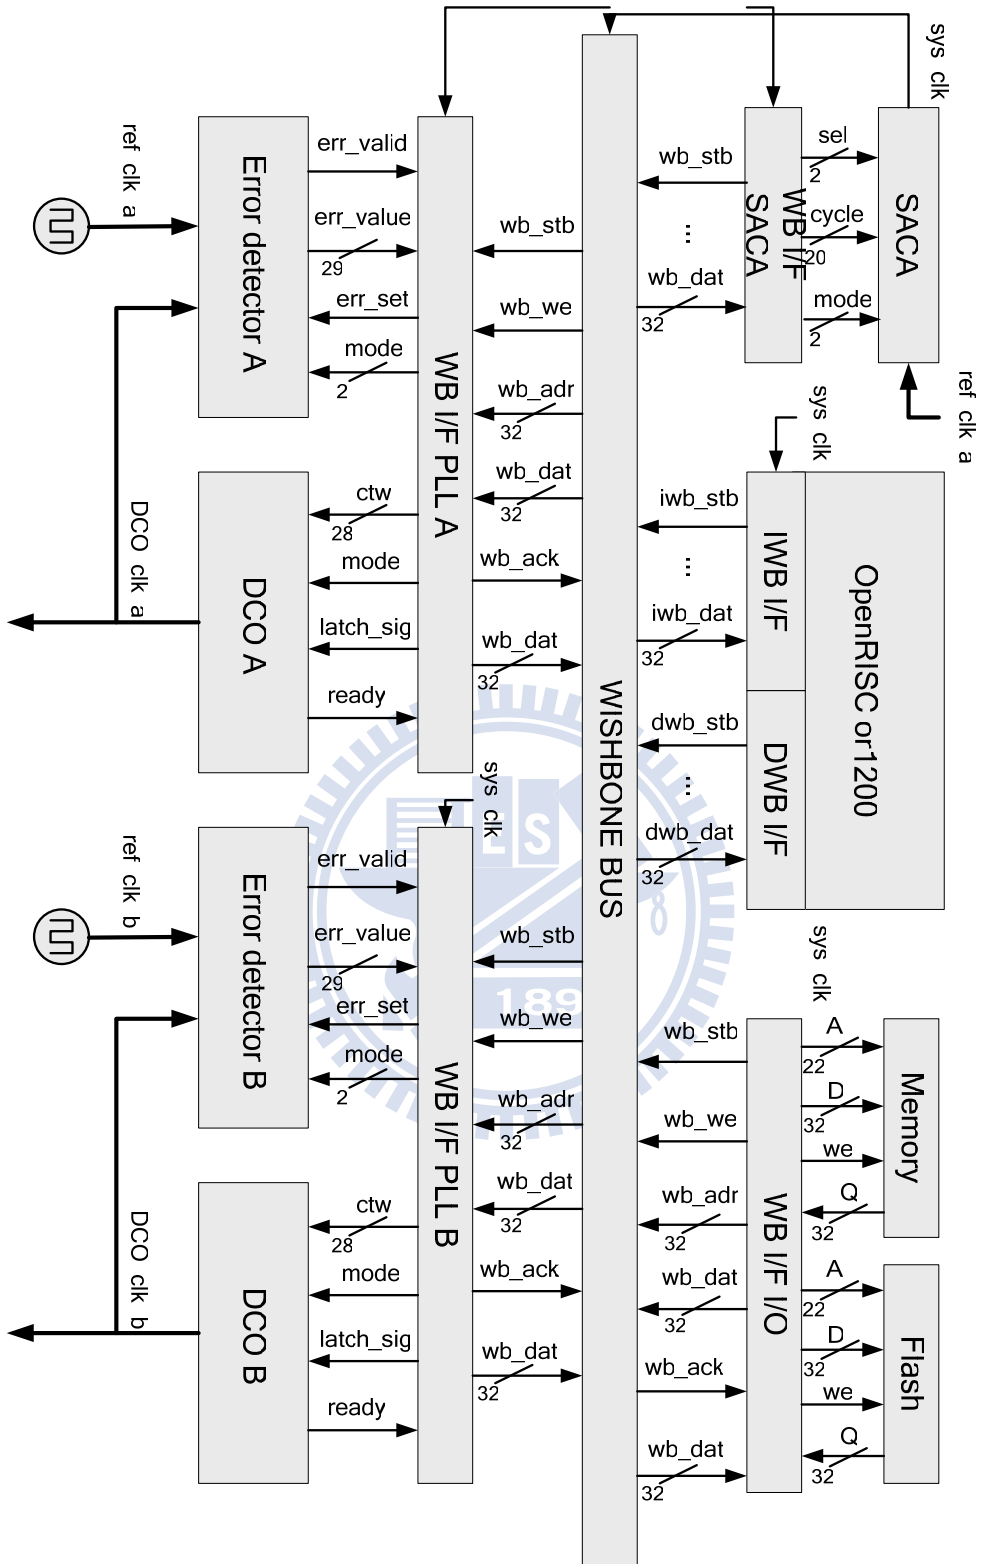 sys clk
SACA
sel
2
cycle
20
mode
2
ref clk a
WB I/F
SACA
wb_stb
...
wb_dat
32
sys clk
OpenRISC or1200
IWB I/F
DWB I/F
iwb_stb
...
iwb_dat
32
dwb_stb
...
dwb_dat
32
sys clk
Memory
A
22
D
32
we
Q
32
Flash
A
22
D
32
we
Q
32
WB I/F I/O
wb_stb
wb_we
wb_adr
32
wb_dat
32
wb_ack
wb_dat
32
WISHBONE BUS
wb_stb
wb_we
wb_adr
32
wb_dat
32
wb_ack
wb_dat
32
WB I/F PLL A
err_valid
err_value
29
err_set
mode
2
ctw
28
mode
latch_sig
ready
Error detector A
DCO A
ref clk a
DCO clk a
sys clk
wb_stb
wb_we
wb_adr
32
wb_dat
32
wb_ack
wb_dat
32
WB I/F PLL B
err_valid
err_value
29
err_set
mode
2
ctw
28
mode
latch_sig
ready
Error detector B
DCO B
ref clk b
DCO clk b
ES
189